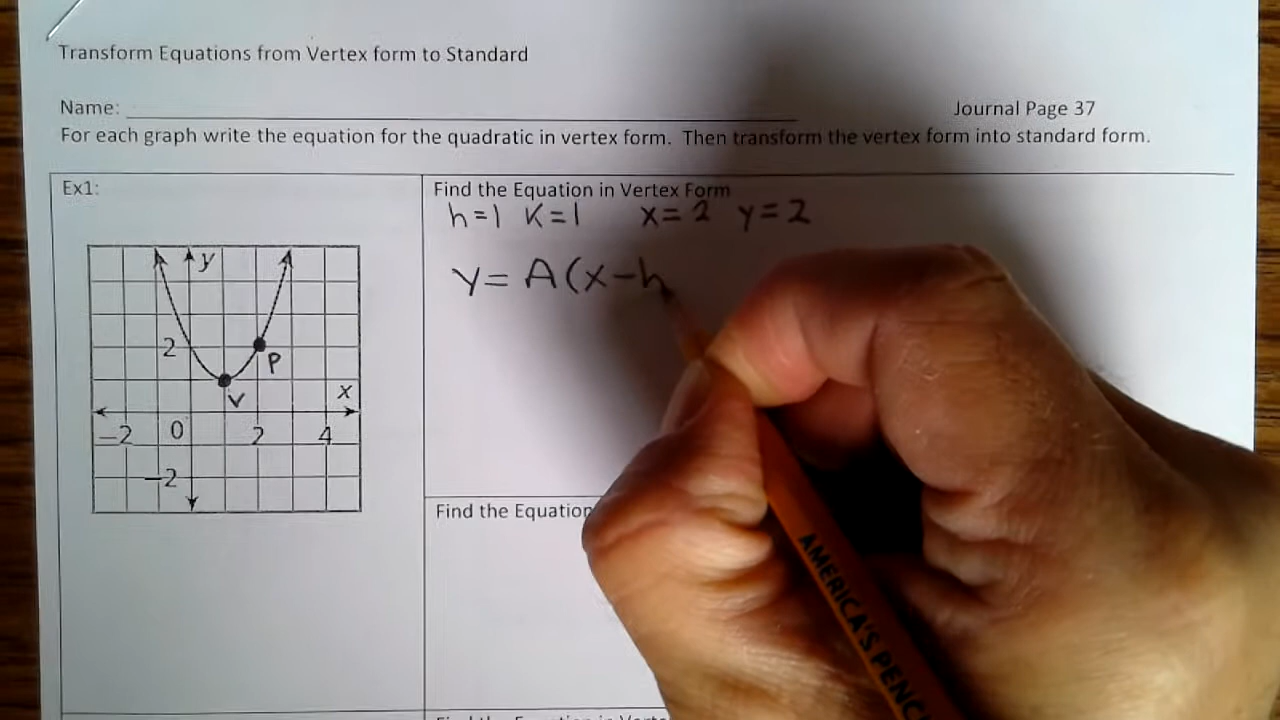 Transform Equations from Vertex form to Standard
Name:
Journal Page 37
For each graph write the equation for the quadratic in vertex form. Then transform the vertex form into standard form.
Ex1:
y
2
P
V
x
-2 0 2 4
-2
Find the Equation in Vertex Form
h=1 K=1 x=2 y=2
y= A(x-h
Find the Equation
AMERICA'S PENCI